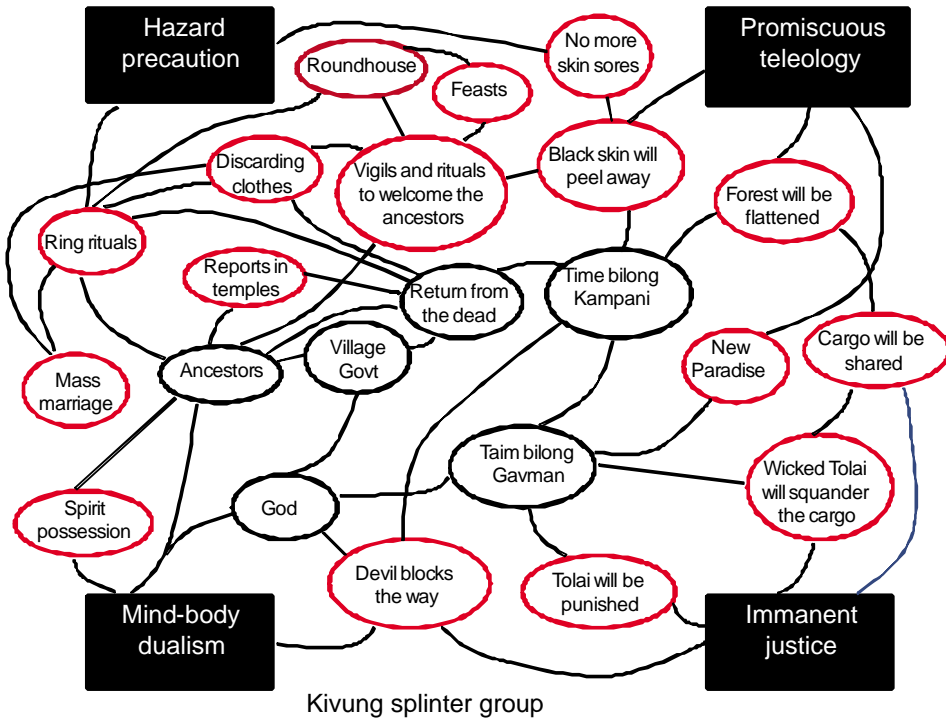 Hazard
precaution
Promiscuous
teleology
No more
skin sores
Roundhouse
Feasts
Discarding
clothes
Vigils and rituals
to welcome the
ancestors
Black skin will
peel away
Forest will be
flattened
Ring rituals
Reports in
temples
Return from
the dead
Time bilong
Kampani
Ancestors
Village
Govt
New
Paradise
Cargo will be
shared
Mass
marriage
Taim bilong
Gavman
Wicked Tolai
will squander
the cargo
Spirit
possession
God
Devil blocks
the way
Tolai will be
punished
Mind-body
dualism
Immanent
justice
Kivung splinter group